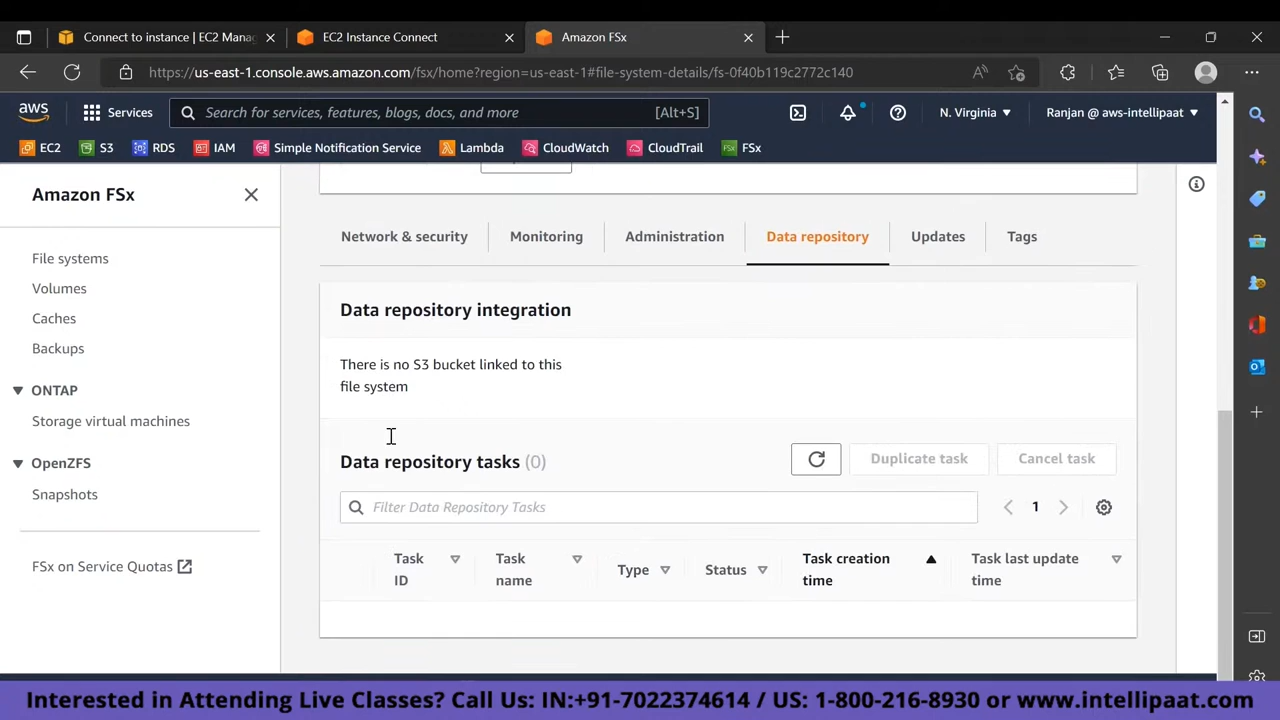 Connect to instance | EC2 Mana
EC2 Instance Connect
Amazon FSx
https://us-east-1.console.aws.amazon.com/fsx/home?region=us-east-1#file-system-details/fs-0f40b119c2772c140
aws
Services
Search for services, features, blogs, docs, and more
[Alt+S]
N. Virginia
Ranjan @ aws-intellipaat
EC2
S3
RDS
IAM
Simple Notification Service
Lambda
CloudWatch
CloudTrail
FSx
Amazon FSx
File systems
Volumes
Caches
Backups
ONTAP
Storage virtual machines
OpenZFS
Snapshots
FSx on Service Quotas
Network & security
Monitoring
Administration
Data repository
Updates
Tags
Data repository integration
There is no S3 bucket linked to this
file system
Data repository tasks (0)
Duplicate task
Cancel task
Filter Data Repository Tasks
1
Task
ID
Task
name
Type
Status
Task creation
time
Task last update
time
Interested in Attending Live Classes? Call Us: IN:+91-7022374614 / US: 1-800-216-8930 or www.intellipaat.com